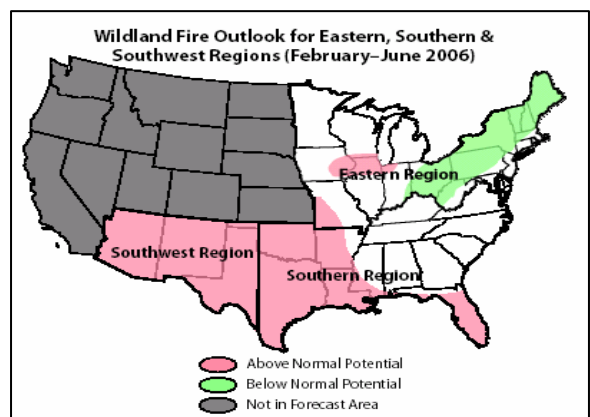 Wildland Fire Outlook for Eastern, Southern &
Southwest Regions (February–June 2006)
Eastern Region
Southwest Region
Southern Region
Above Normal Potential
Below Normal Potential
Not in Forecast Area